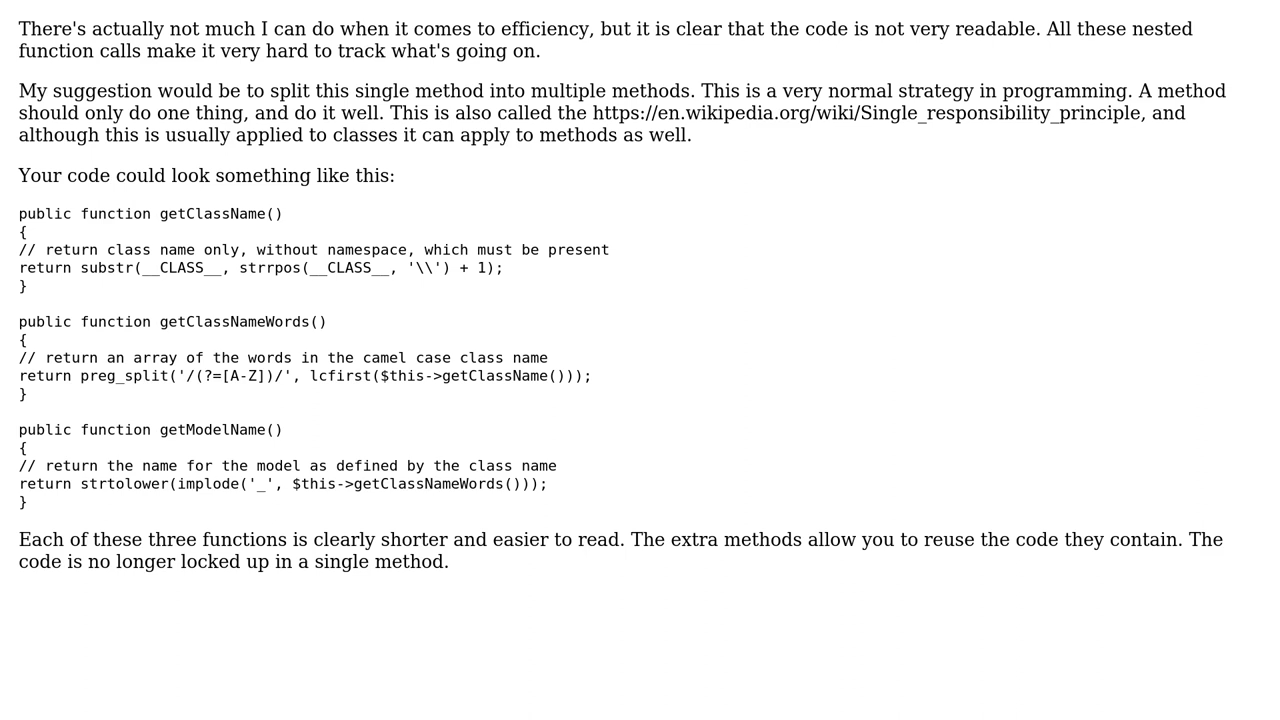 There's actually not much I can do when it comes to efficiency, but it is clear that the code is not very readable. All these nested
function calls make it very hard to track what's going on.
My suggestion would be to split this single method into multiple methods. This is a very normal strategy in programming. A method
should only do one thing, and do it well. This is also called the https://en.wikipedia.org/wiki/Single_responsibility_principle, and
although this is usually applied to classes it can apply to methods as well.
Your code could look something like this:
public function getClassName()
{
// return class name only, without namespace, which must be present
return substr(__CLASS__, strrpos(__CLASS__, '\\') + 1);
}
public function getClassNameWords()
{
// return an array of the words in the camel case class name
return preg_split('/(?=[A-Z])/', lcfirst($this->getClassName()));
}
public function getModelName()
{
// return the name for the model as defined by the class name
return strtolower(implode('_', $this->getClassNameWords()));
}
Each of these three functions is clearly shorter and easier to read. The extra methods allow you to reuse the code they contain. The
code is no longer locked up in a single method.